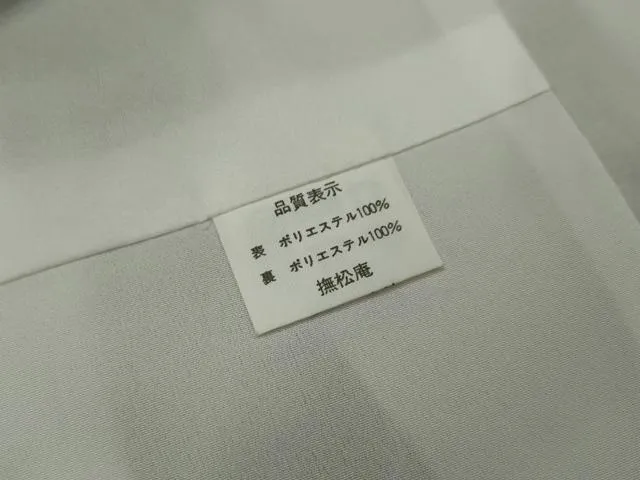 品質表示
表 ポリエステル100%
裏 ポリエステル100%
撫松庵